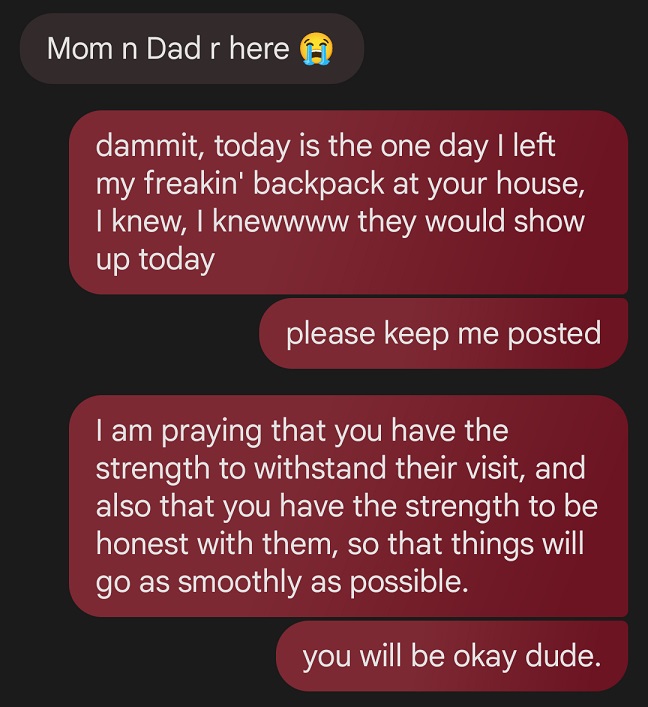 Mom n Dad r here 😭
dammit, today is the one day I left
my freakin' backpack at your house,
I knew, I knewwww they would show
up today
please keep me posted
I am praying that you have the
strength to withstand their visit, and
also that you have the strength to be
honest with them, so that things will
go as smoothly as possible.
you will be okay dude.